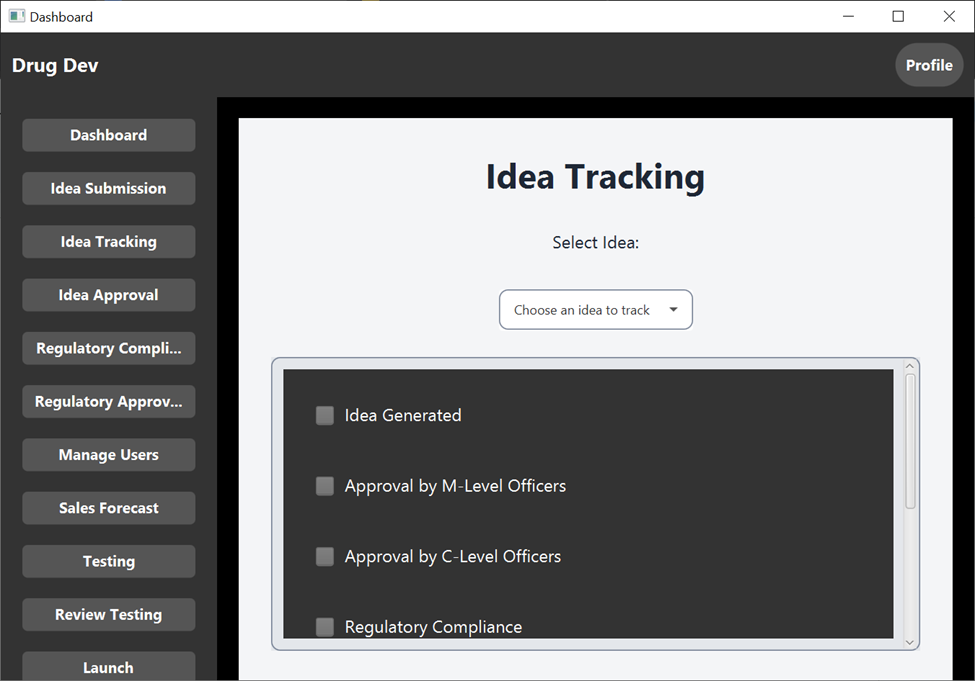 Dashboard
Drug Dev
Profile
Dashboard
Idea Submission
Idea Tracking
Idea Approval
Regulatory Compli...
Regulatory Approv...
Manage Users
Sales Forecast
Testing
Review Testing
Launch
Idea Tracking
Select Idea:
Choose an idea to track
Idea Generated
Approval by M-Level Officers
Approval by C-Level Officers
Regulatory Compliance